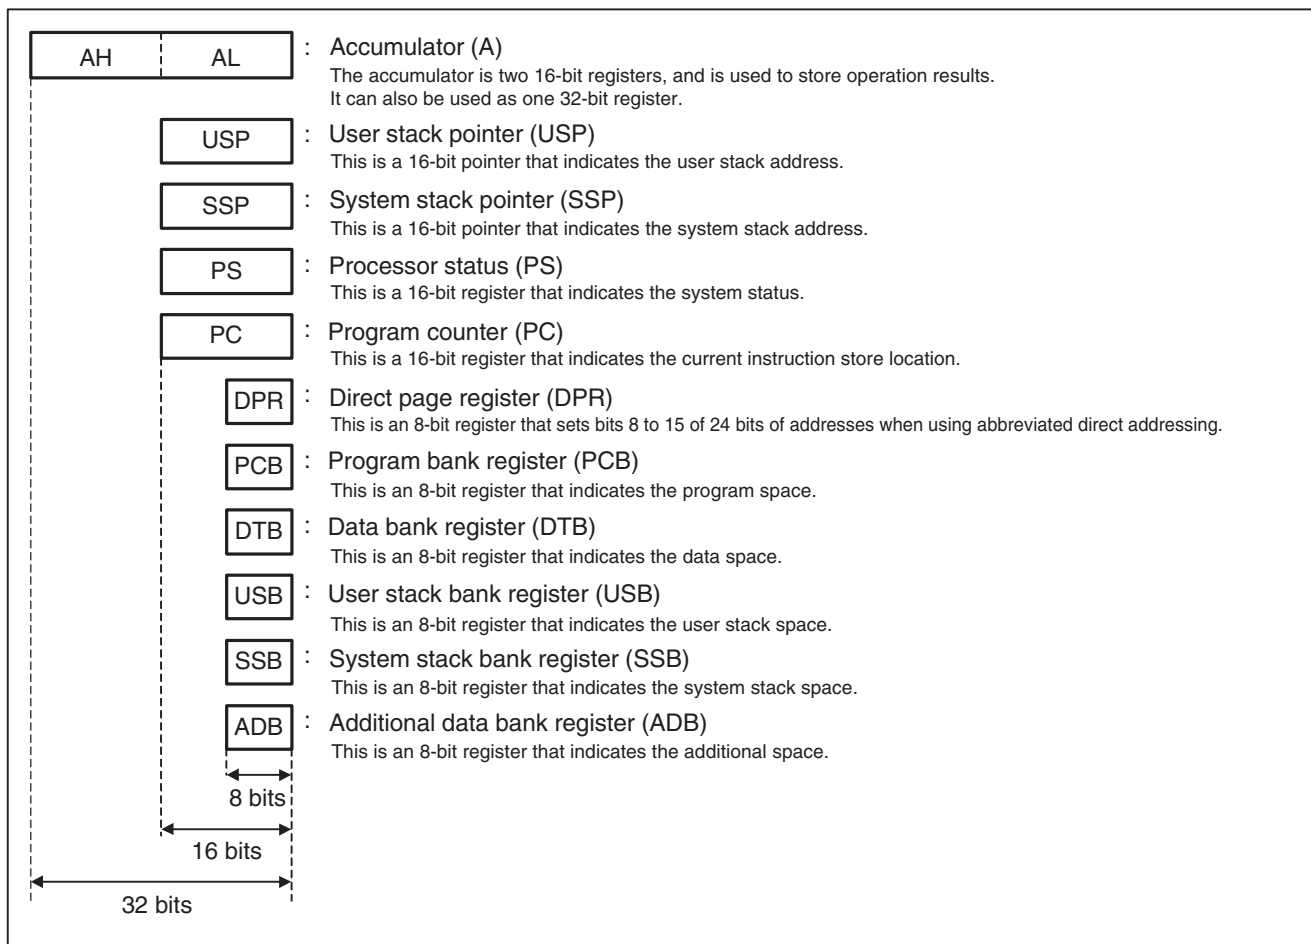 AH AL : Accumulator (A)
The accumulator is two 16-bit registers, and is used to store operation results.
It can also be used as one 32-bit register.
USP : User stack pointer (USP)
This is a 16-bit pointer that indicates the user stack address.
SSP : System stack pointer (SSP)
This is a 16-bit pointer that indicates the system stack address.
PS : Processor status (PS)
This is a 16-bit register that indicates the system status.
PC : Program counter (PC)
This is a 16-bit register that indicates the current instruction store location.
DPR : Direct page register (DPR)
This is an 8-bit register that sets bits 8 to 15 of 24 bits of addresses when using abbreviated direct addressing.
PCB : Program bank register (PCB)
This is an 8-bit register that indicates the program space.
DTB : Data bank register (DTB)
This is an 8-bit register that indicates the data space.
USB : User stack bank register (USB)
This is an 8-bit register that indicates the user stack space.
SSB : System stack bank register (SSB)
This is an 8-bit register that indicates the system stack space.
ADB : Additional data bank register (ADB)
This is an 8-bit register that indicates the additional space.
8 bits
16 bits
32 bits